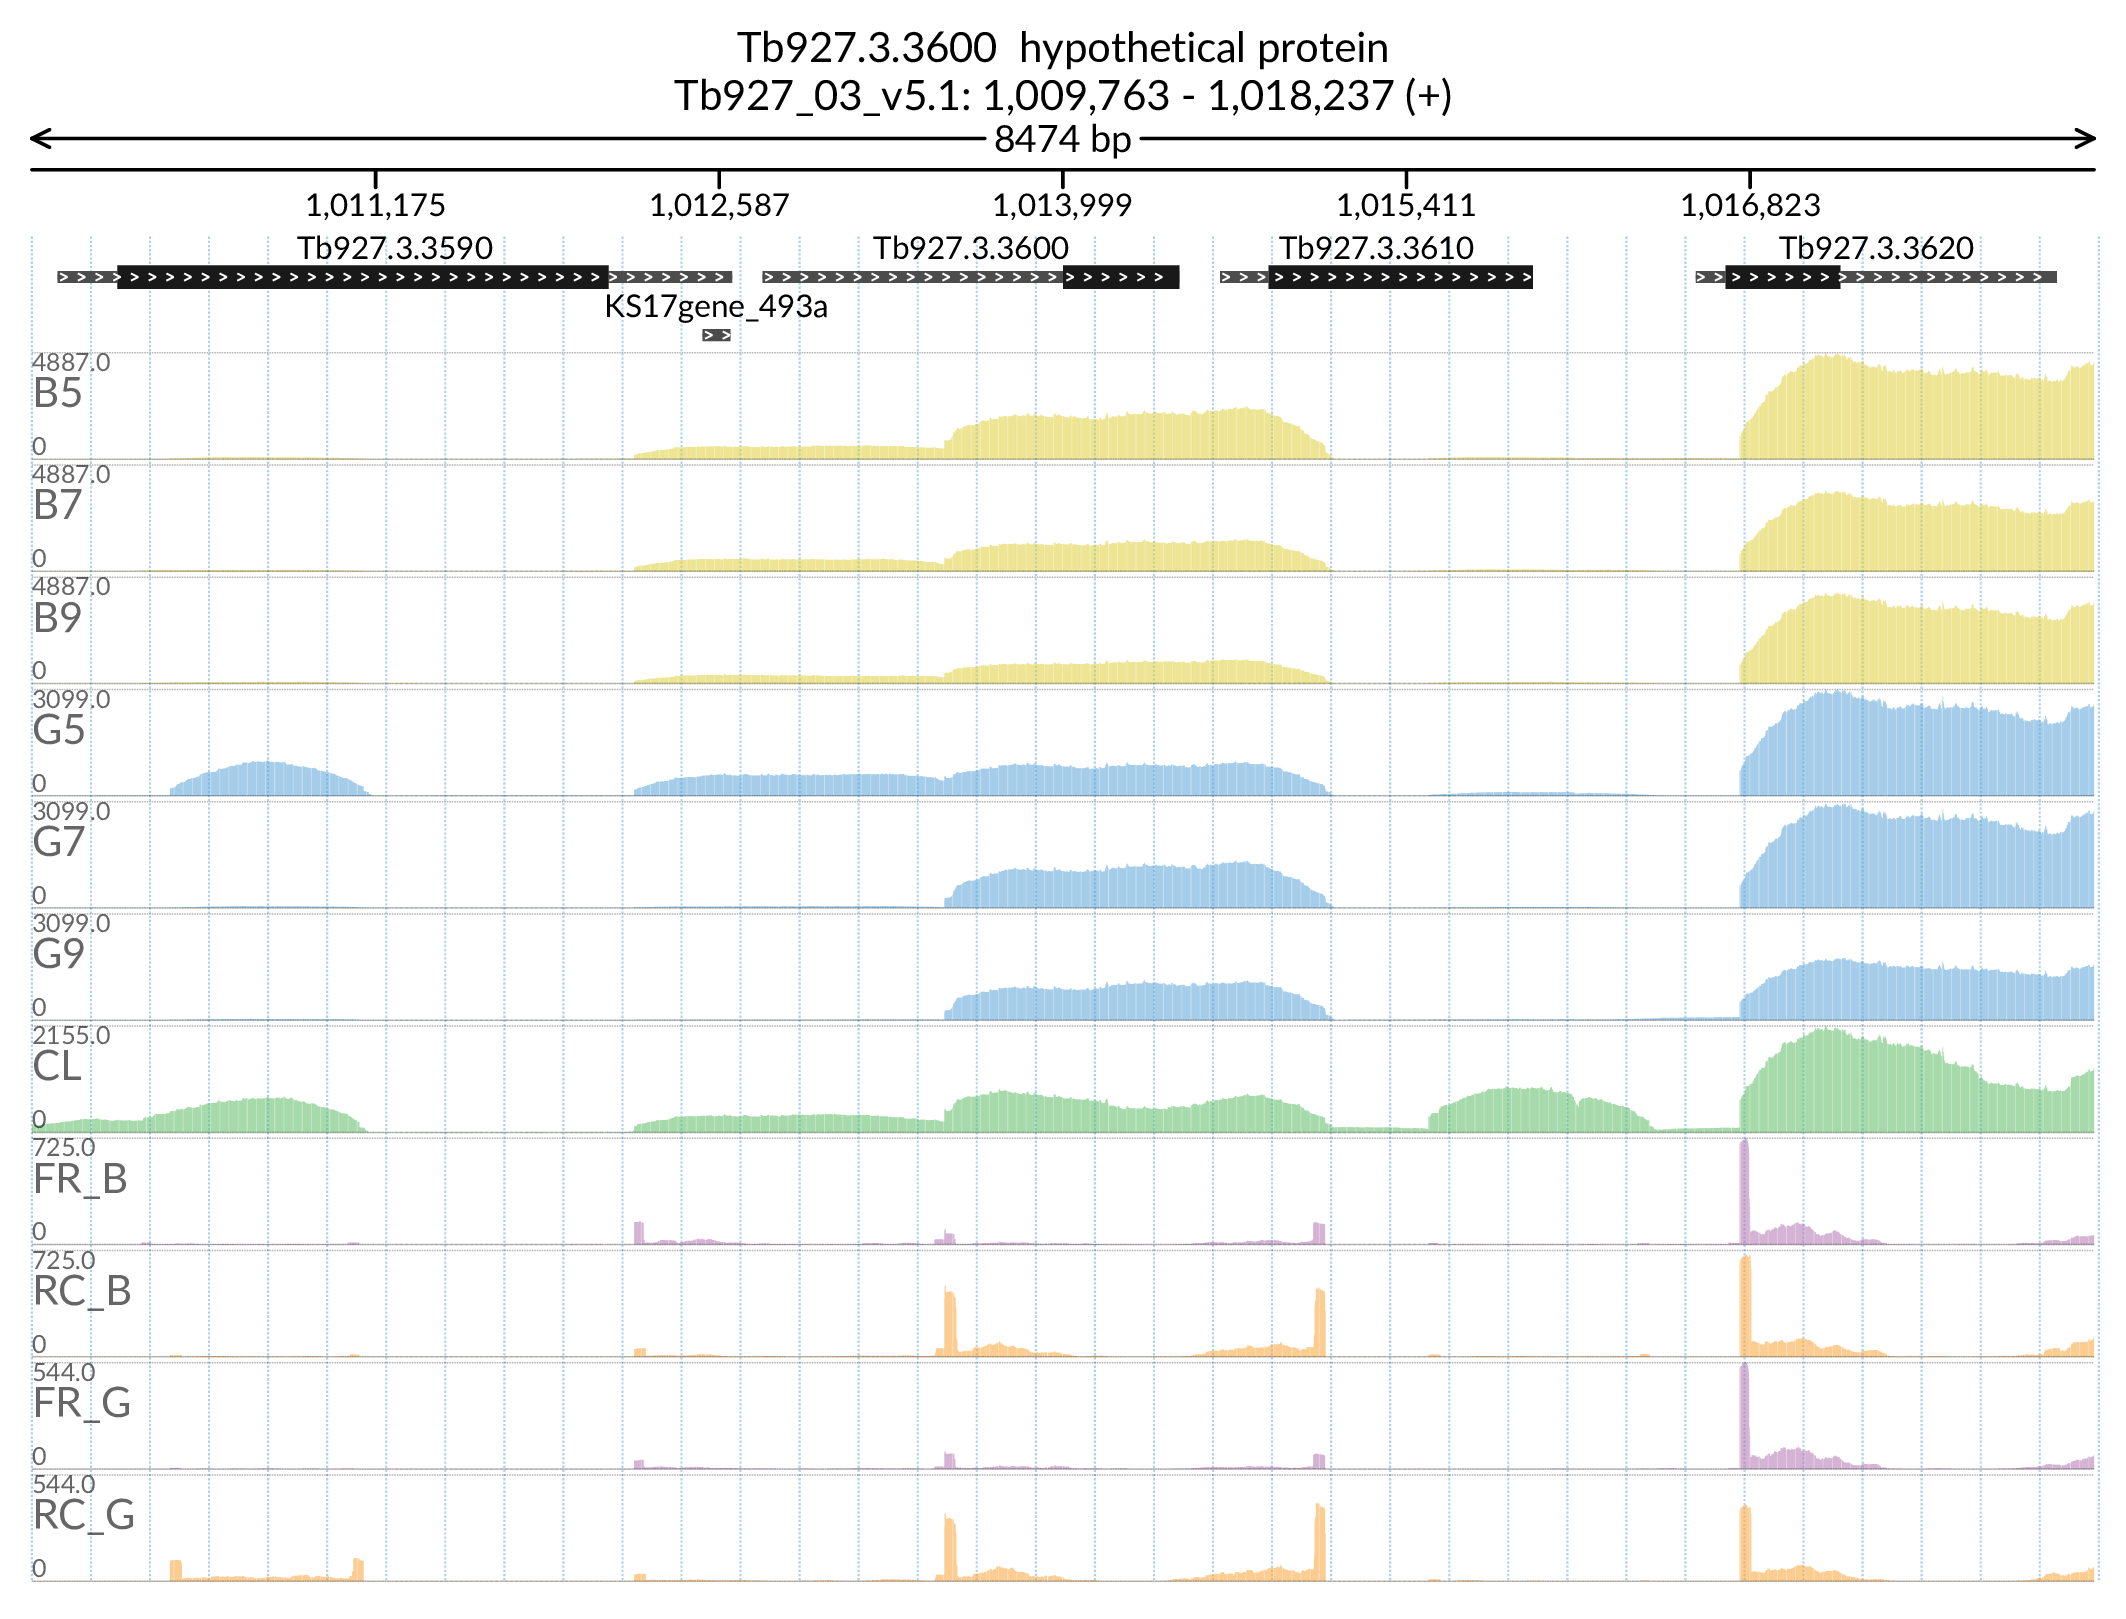 Tb927.3.3600  hypothetical protein
Tb927_03_v5.1: 1,009,763 - 1,018,237 (+)
8474 bp
1,011,175 1,012,587 1,013,999 1,015,411 1,016,823
Tb927.3.3590 Tb927.3.3600 Tb927.3.3610 Tb927.3.3620
KS17gene_493a
4887.0
B5
0
4887.0
B7
0
4887.0
B9
0
3099.0
G5
0
3099.0
G7
0
3099.0
G9
0
2155.0
CL
0
725.0
FR_B
0
725.0
RC_B
0
544.0
FR_G
0
544.0
RC_G
0